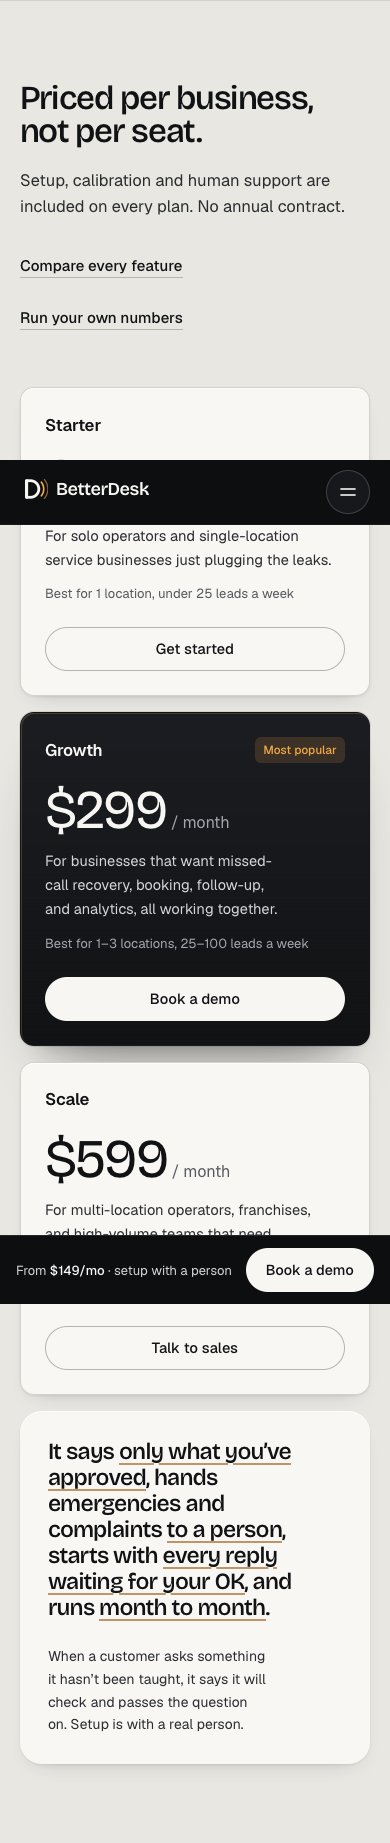 Priced per business,
not per seat.
Setup, calibration and human support are
included on every plan. No annual contract.
Compare every feature
Run your own numbers
Starter
BetterDesk
For solo operators and single-location
service businesses just plugging the leaks.
Best for 1 location, under 25 leads a week
Get started
Growth
Most popular
$299 / month
For businesses that want missed-
call recovery, booking, follow-up,
and analytics, all working together.
Best for 1–3 locations, 25–100 leads a week
Book a demo
Scale
$599 / month
For multi-location operators, franchises,
and high-volume teams that need
From $149/mo · setup with a person
Book a demo
Talk to sales
It says only what you’ve
approved, hands
emergencies and
complaints to a person,
starts with every reply
waiting for your OK, and
runs month to month.
When a customer asks something
it hasn’t been taught, it says it will
check and passes the question
on. Setup is with a real person.